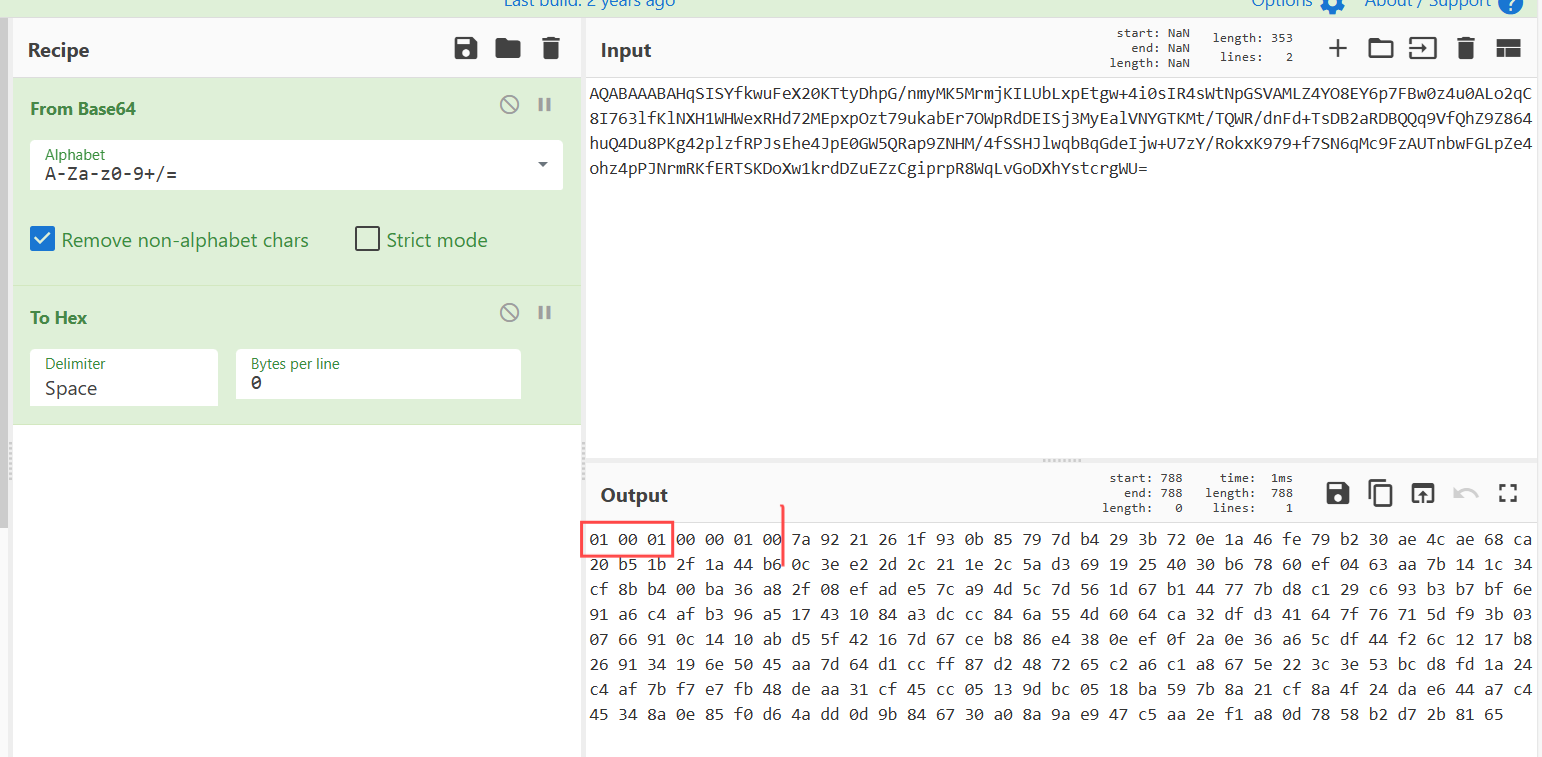 Last build: 2 years ago
Options
About / Support
Recipe
From Base64
Alphabet
A-Za-z0-9+/=
Remove non-alphabet chars
Strict mode
To Hex
Delimiter
Space
Bytes per line
0
Input
start: NaN
end: NaN
length: NaN
length: 353
lines: 2
AQABAAABAHqSISYfkwuFeX20KTtyDhpG/nmyMK5MrmjKILUbLxpEtgw+4i0sIR4sWtNpGSVAMLZ4YO8EY6p7FBw0z4u0ALo2qC
8I763lfKlNXH1WHWexRHd72MEpxpOzt79ukabEr7OWpRdDEISj3MyEalVNYGTKMt/TQWR/dnFd+TsDB2aRDBQQq9VfQhZ9Z864
huQ4Du8PKg42plzfRPJsEhe4JpE0GW5QRap9ZNHM/4fSSHJlwqbBqGdeIjw+U7zY/RokxK979+f7SN6qMc9FzAUTnbwFGLpZe4
ohz4pPJNrmRKfERTSKDoXw1krdDZuEZzCgiprpR8WqLvGoDXhYstcrgWU=
Output
start: 788
end: 788
length: 0
time: 1ms
length: 788
lines: 1
01 00 01 00 00 01 00 7a 92 21 26 1f 93 0b 85 79 7d b4 29 3b 72 0e 1a 46 fe 79 b2 30 ae 4c ae 68 ca
20 b5 1b 2f 1a 44 b6 0c 3e e2 2d 2c 21 1e 2c 5a d3 69 19 25 40 30 b6 78 60 ef 04 63 aa 7b 14 1c 34
cf 8b b4 00 ba 36 a8 2f 08 ef ad e5 7c a9 4d 5c 7d 56 1d 67 b1 44 77 7b d8 c1 29 c6 93 b3 b7 bf 6e
91 a6 c4 af b3 96 a5 17 43 10 84 a3 dc cc 84 6a 55 4d 60 64 ca 32 df d3 41 64 7f 76 71 5d f9 3b 03
07 66 91 0c 14 10 ab d5 5f 42 16 7d 67 ce b8 86 e4 38 0e ef 0f 2a 0e 36 a6 5c df 44 f2 6c 12 17 b8
26 91 34 19 6e 50 45 aa 7d 64 d1 cc ff 87 d2 48 72 65 c2 a6 c1 a8 67 5e 22 3c 3e 53 bc d8 fd 1a 24
c4 af 7b f7 e7 fb 48 de aa 31 cf 45 cc 05 13 9d bc 05 18 ba 59 7b 8a 21 cf 8a 4f 24 da e6 44 a7 c4
45 34 8a 0e 85 f0 d6 4a dd 0d 9b 84 67 30 a0 8a 9a e9 47 c5 aa 2e f1 a8 0d 78 58 b2 d7 2b 81 65